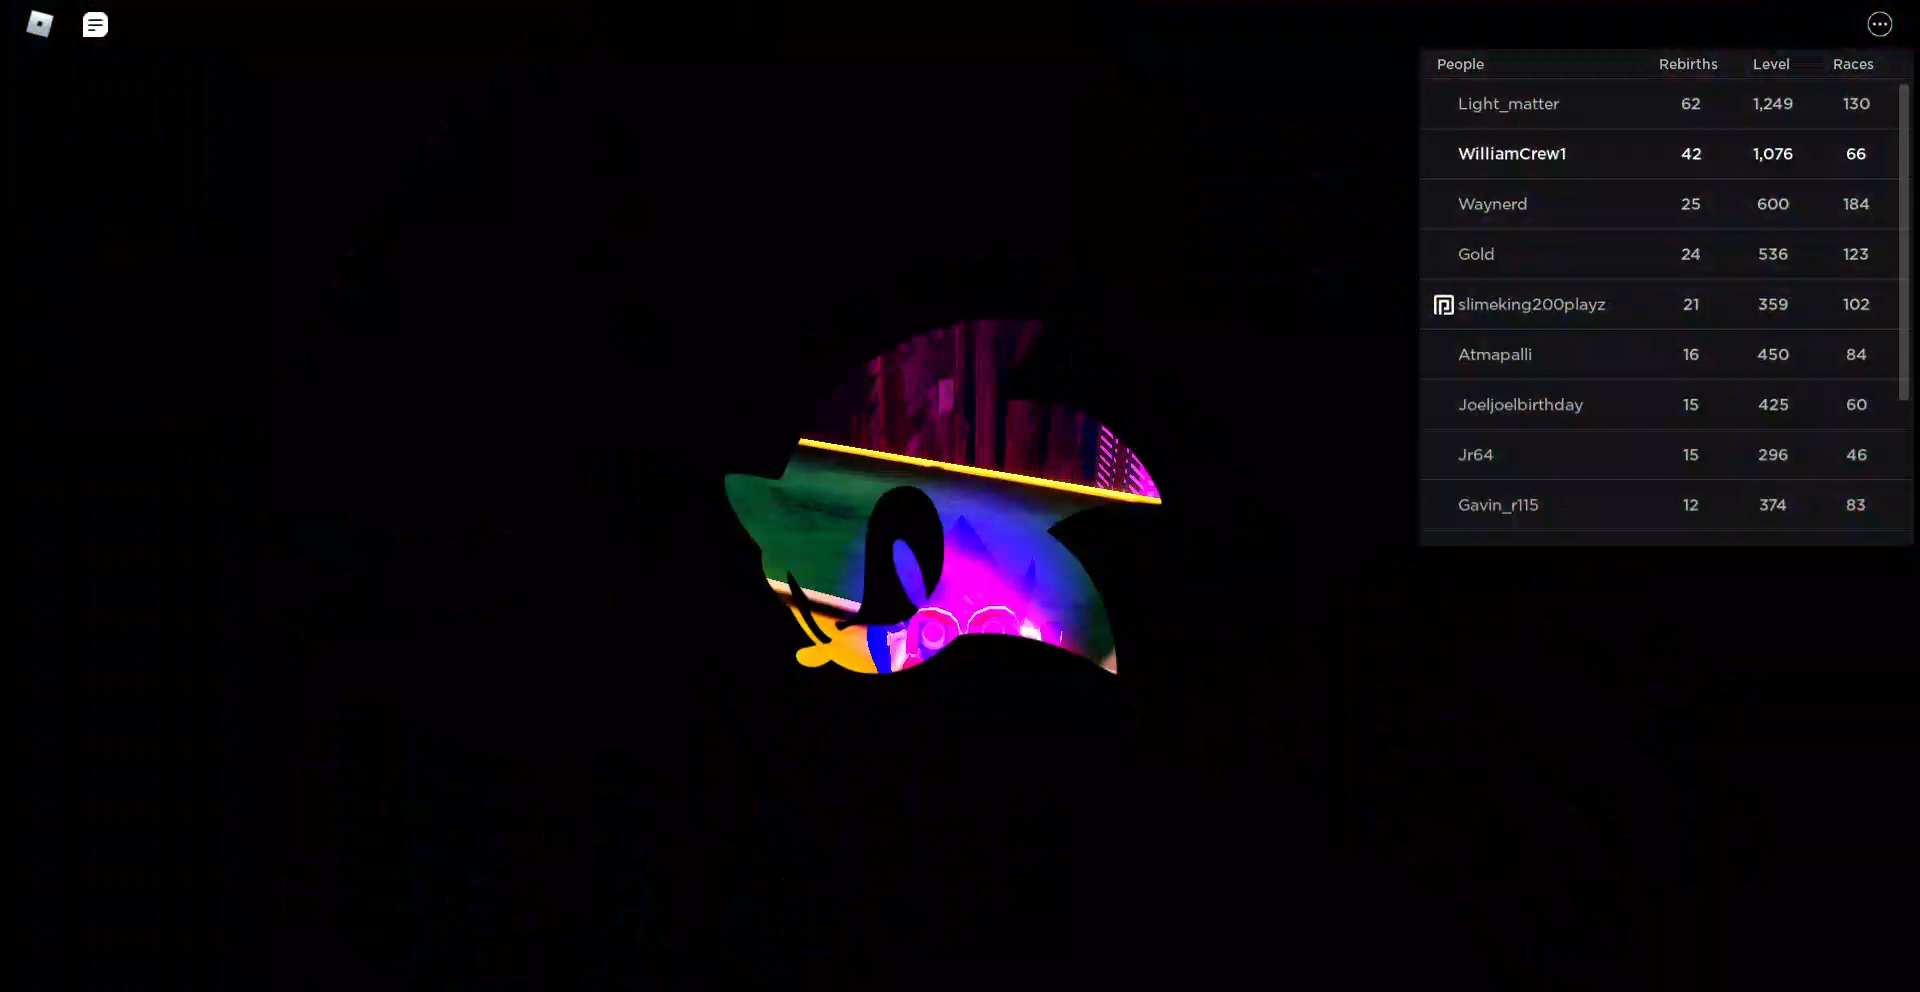 People Rebirths Level Races
Light_matter 62 1,249 130
WilliamCrew1 42 1,076 66
Waynerd 25 600 184
Gold 24 536 123
slimeking200playz 21 359 102
Atmapalli 16 450 84
Joeljoelbirthday 15 425 60
Jr64 15 296 46
Gavin_r115 12 374 83